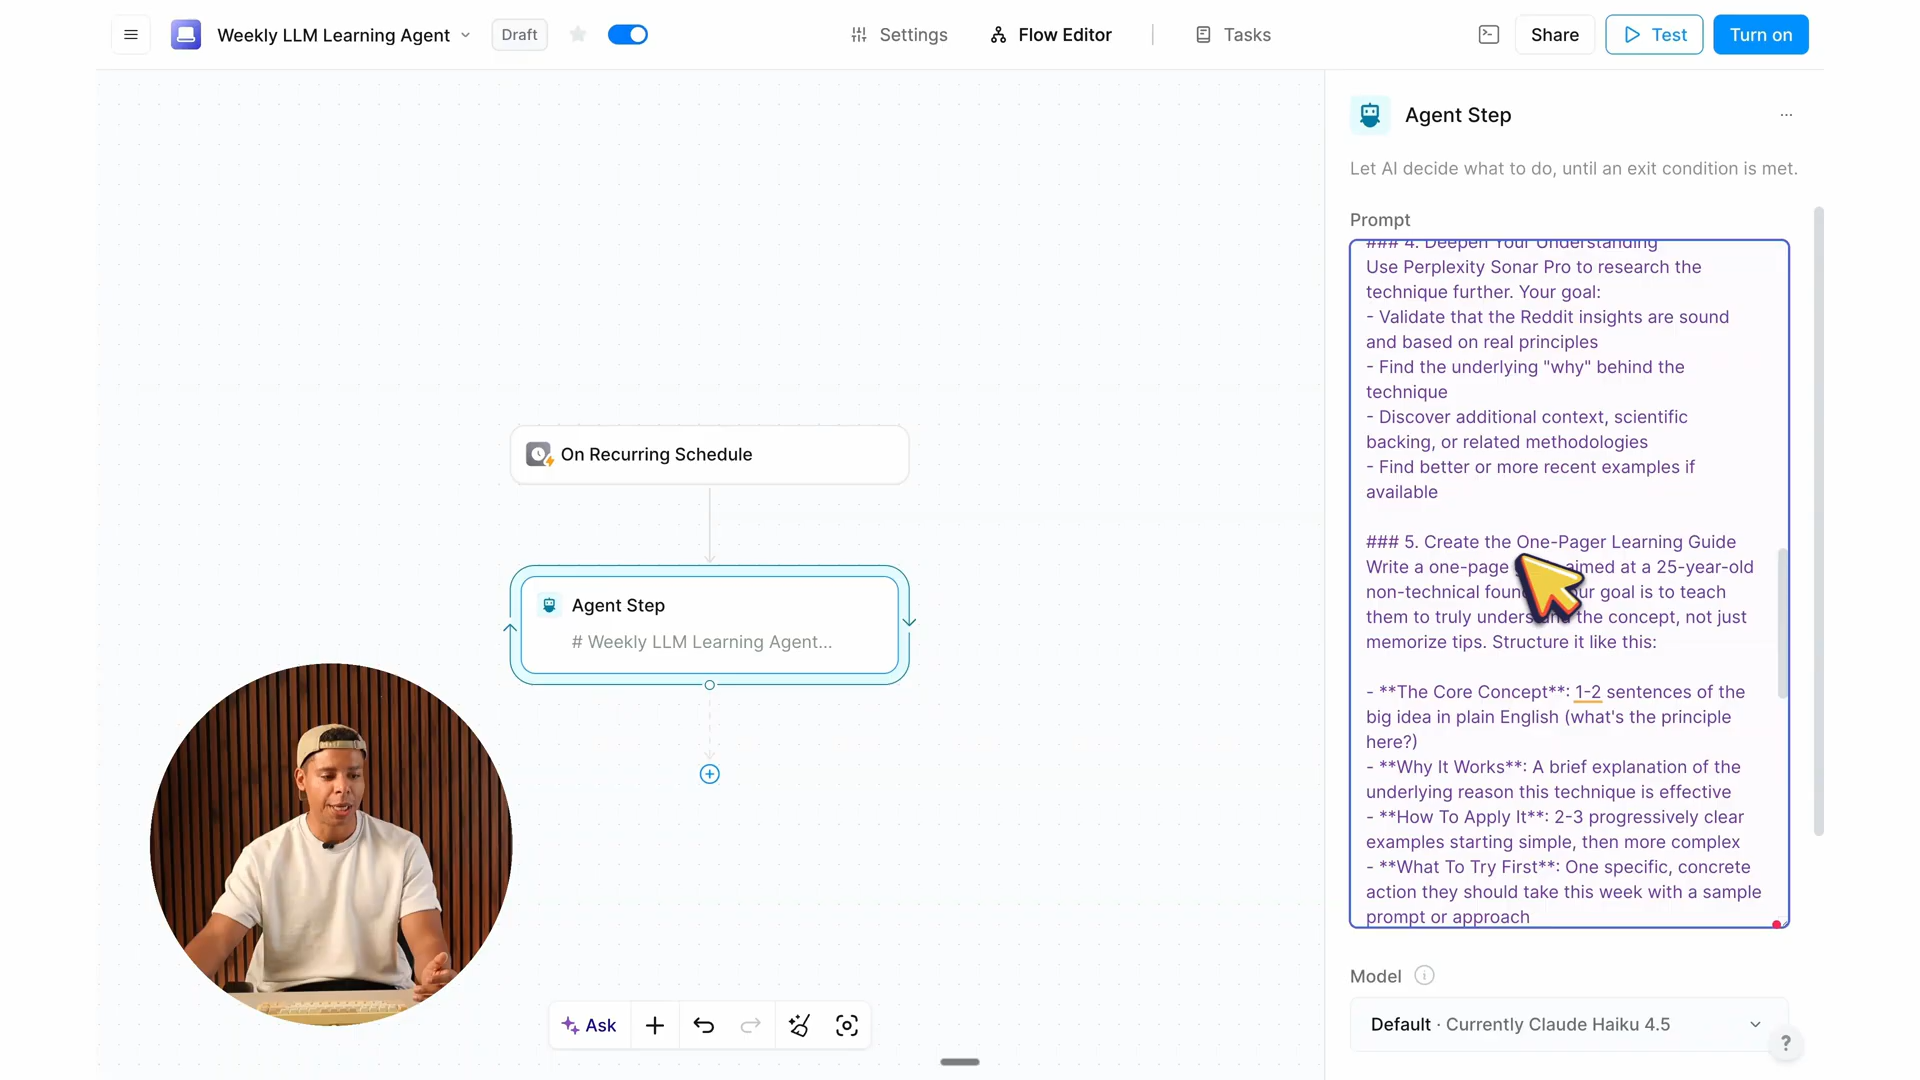 Weekly LLM Learning Agent
Draft
Settings
Flow Editor
Tasks
Share
Test
Turn on
On Recurring Schedule
Agent Step
# Weekly LLM Learning Agent...
Ask
Agent Step
Let AI decide what to do, until an exit condition is met.
Prompt
### 4. Deepen Your Understanding
Use Perplexity Sonar Pro to research the
technique further. Your goal:
- Validate that the Reddit insights are sound
and based on real principles
- Find the underlying "why" behind the
technique
- Discover additional context, scientific
backing, or related methodologies
- Find better or more recent examples if
available
### 5. Create the One-Pager Learning Guide
Write a one-page aimed at a 25-year-old
non-technical goal is to teach
them to truly understand the concept, not just
memorize tips. Structure it like this:
- **The Core Concept**: 1-2 sentences of the
big idea in plain English (what's the principle
here?)
- **Why It Works**: A brief explanation of the
underlying reason this technique is effective
- **How To Apply It**: 2-3 progressively clear
examples starting simple, then more complex
- **What To Try First**: One specific, concrete
action they should take this week with a sample
prompt or approach
Model
Default · Currently Claude Haiku 4.5
?